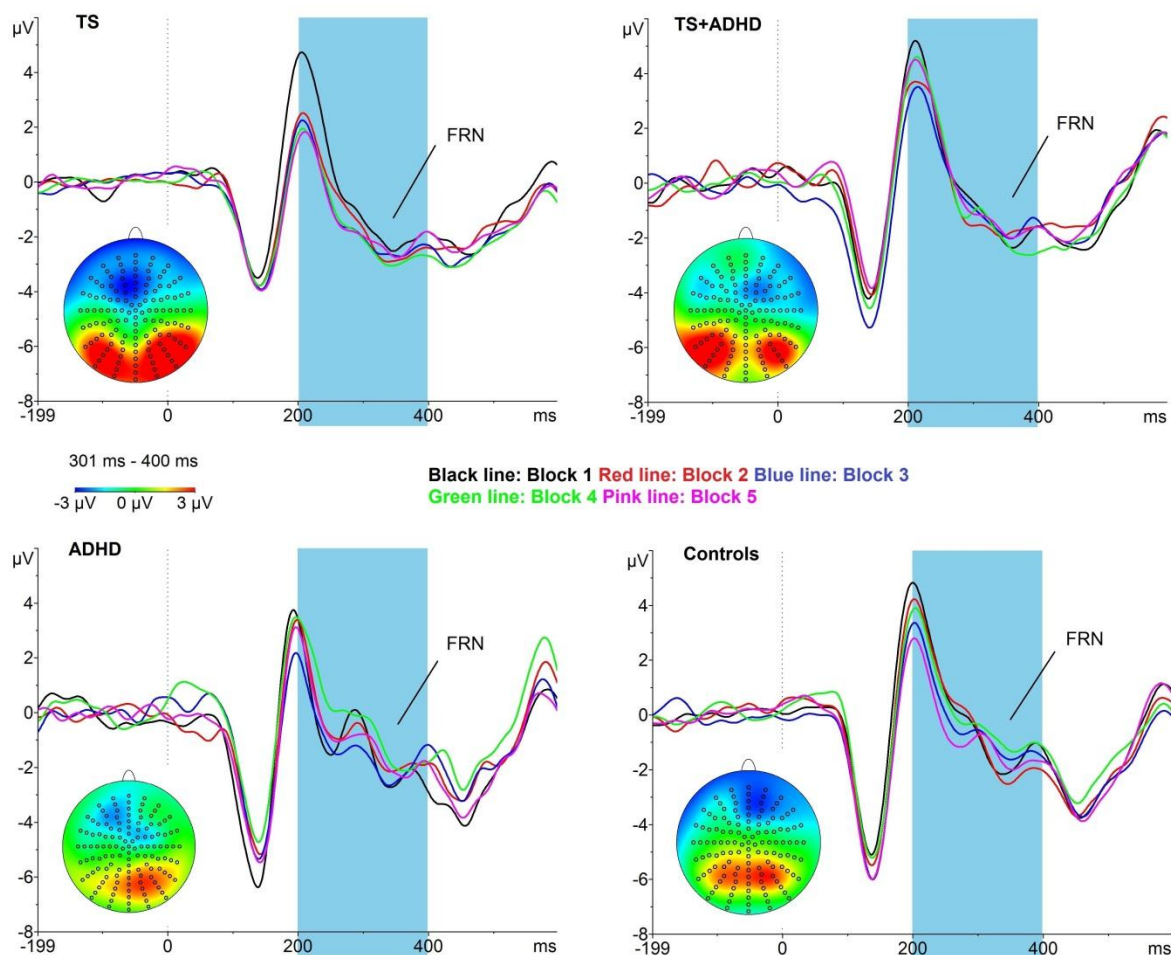 µV
TS
4
2
0
-2
-4
-6
-8
FRN
-199
0
200
400
ms
µV
TS+ADHD
4
2
0
-2
-4
-6
-8
FRN
-199
0
200
400
ms
301 ms - 400 ms
-3 µV 0 µV 3 µV
Black line: Block 1 Red line: Block 2 Blue line: Block 3
Green line: Block 4 Pink line: Block 5
µV
ADHD
4
2
0
-2
-4
-6
-8
FRN
-199
0
200
400
ms
µV
Controls
4
2
0
-2
-4
-6
-8
FRN
-199
0
200
400
ms